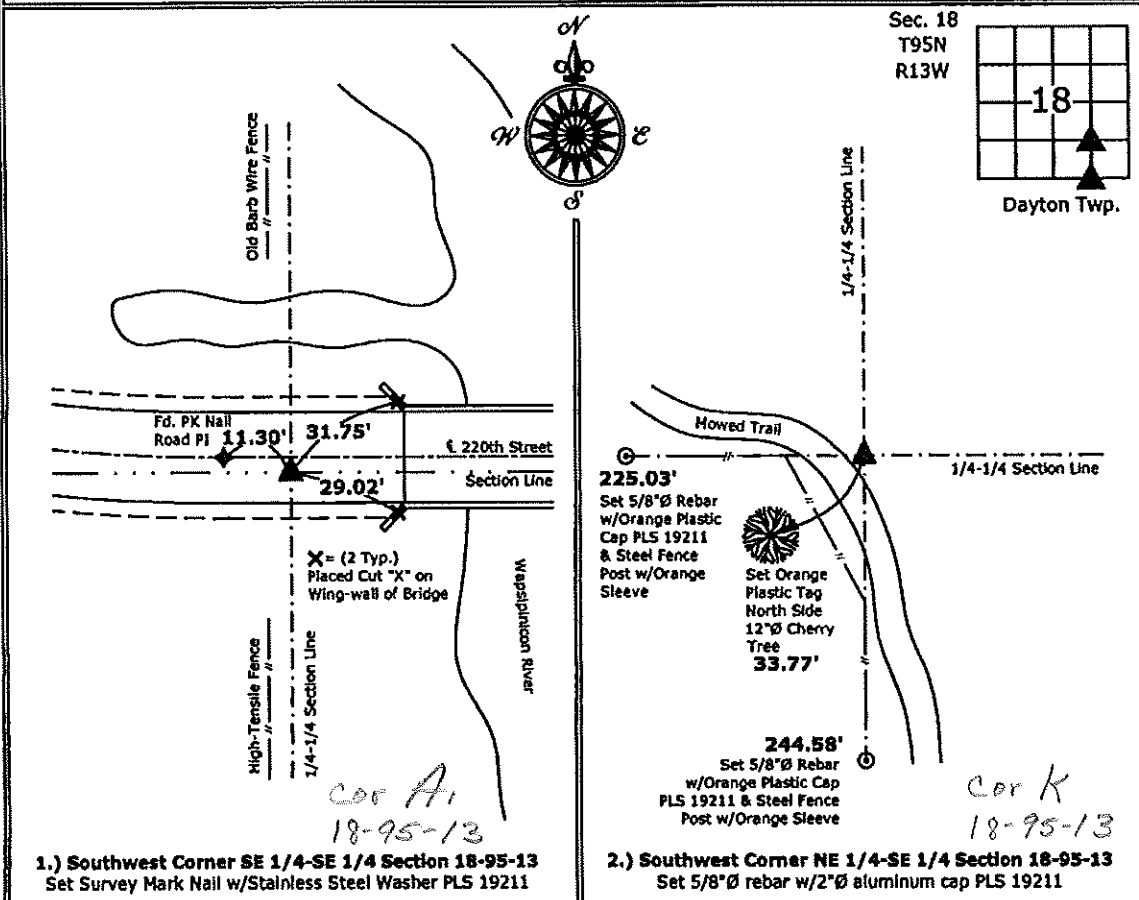 Sec. 18
T95N
R13W
18
Dayton Twp.
N
W
E
S
Old Barb Wire Fence
Fd. PK Nail
Road PI
11.30'
31.75'
℄ 220th Street
Section Line
29.02'
X= (2 Typ.)
Placed Cut "X" on
Wing-wall of Bridge
Wapsipinicon River
High-Tensile Fence
1/4-1/4 Section Line
cor A1
18-95-13
1.) Southwest Corner SE 1/4-SE 1/4 Section 18-95-13
Set Survey Mark Nail w/Stainless Steel Washer PLS 19211
1/4-1/4 Section Line
Mowed Trail
1/4-1/4 Section Line
225.03'
Set 5/8"Ø Rebar
w/Orange Plastic
Cap PLS 19211
& Steel Fence
Post w/Orange
Sleeve
Set Orange
Plastic Tag
North Side
12"Ø Cherry
Tree
33.77'
244.58'
Set 5/8"Ø Rebar
w/Orange Plastic Cap
PLS 19211 & Steel Fence
Post w/Orange Sleeve
cor K
18-95-13
2.) Southwest Corner NE 1/4-SE 1/4 Section 18-95-13
Set 5/8"Ø rebar w/2"Ø aluminum cap PLS 19211